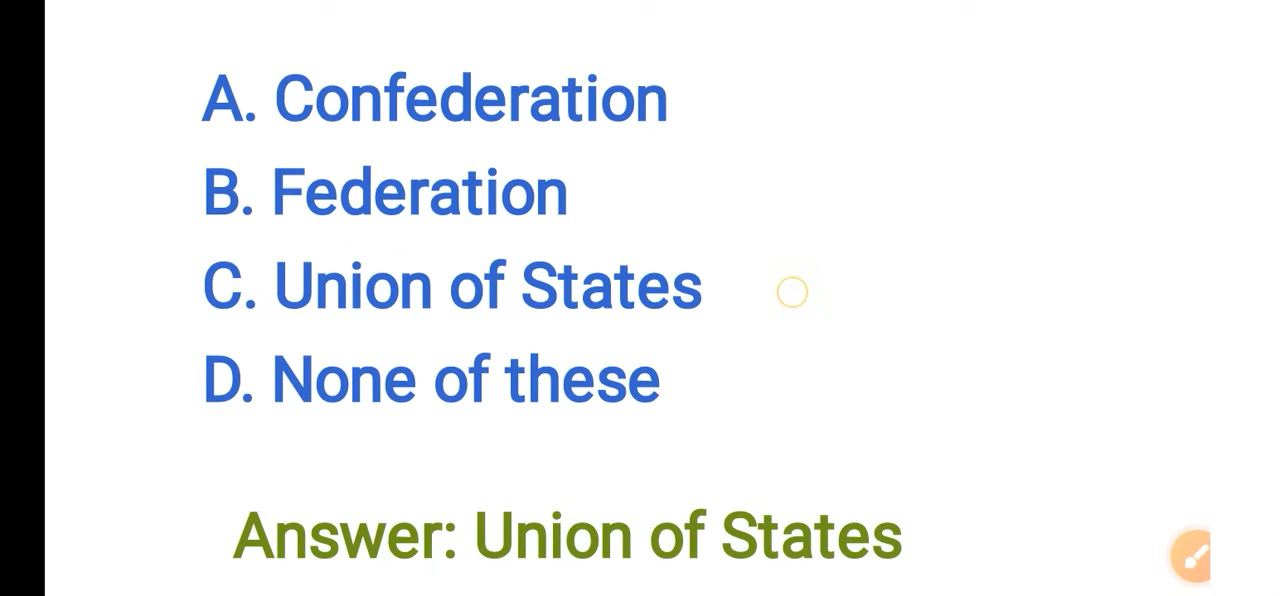 A. Confederation
B. Federation
C. Union of States
D. None of these
Answer: Union of States